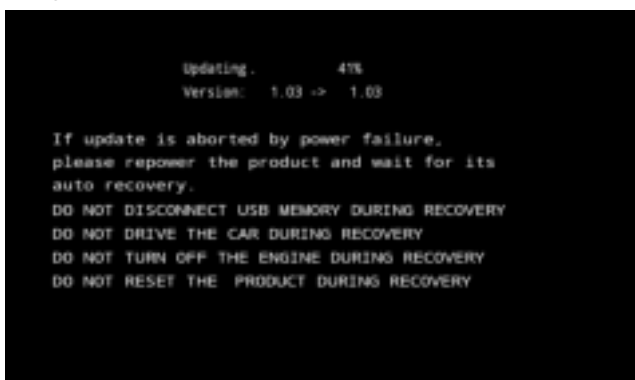 Updating. 41%
Version: 1.03 -> 1.03
If update is aborted by power failure,
please repower the product and wait for its
auto recovery.
DO NOT DISCONNECT USB MEMORY DURING RECOVERY
DO NOT DRIVE THE CAR DURING RECOVERY
DO NOT TURN OFF THE ENGINE DURING RECOVERY
DO NOT RESET THE PRODUCT DURING RECOVERY